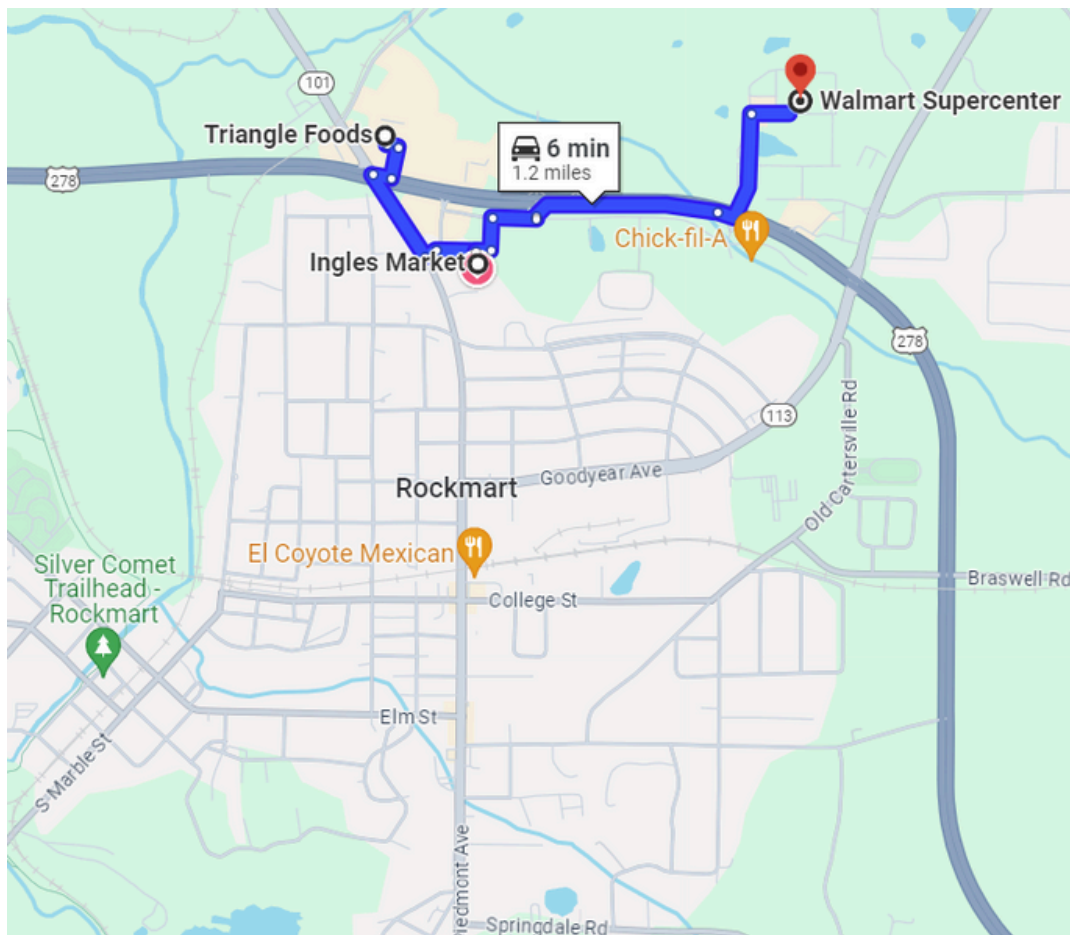 101
Walmart Supercenter
Triangle Foods
6 min
1.2 miles
278
Chick-fil-A
Ingles Market
278
113
Old Cartersville Rd
Goodyear Ave
Rockmart
El Coyote Mexican
Silver Comet
Trailhead -
Rockmart
Braswell Rd
College St
Elm St
S Marble St
iedmont Ave
Springdale Rd